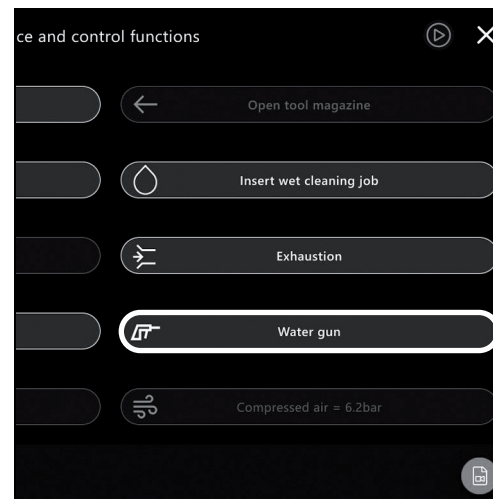 ce and control functions
Open tool magazine
Insert wet cleaning job
Exhaustion
Water gun
Compressed air = 6.2bar